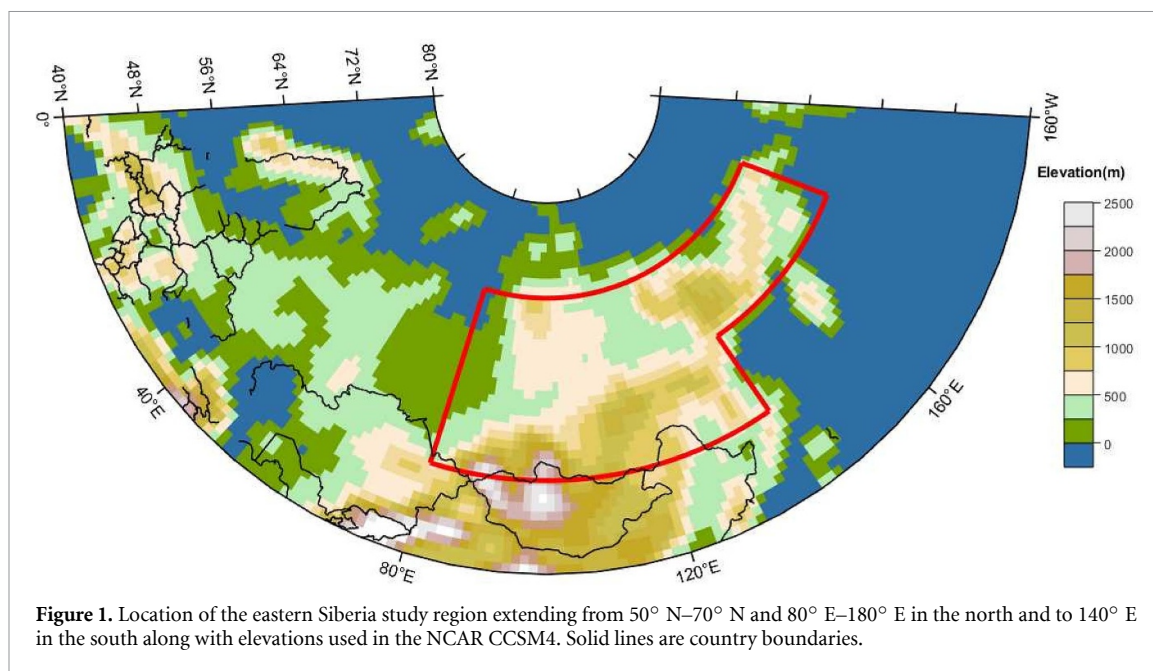 40°N
48°N
56°N
64°N
72°N
80°N
0°
160°W
Elevation(m)
2500
2000
1500
1000
500
0
40°E
80°E
120°E
160°E
Figure 1. Location of the eastern Siberia study region extending from 50° N–70° N and 80° E–180° E in the north and to 140° E
in the south along with elevations used in the NCAR CCSM4. Solid lines are country boundaries.